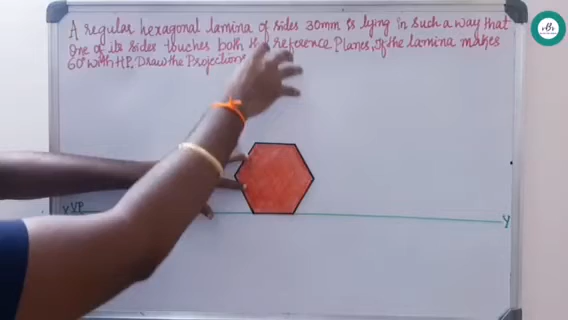 A regular hexagonal lamina of sides 30mm is lying in such a way that
One of its sides touches both reference Planes, If the lamina makes
60° with HP, Draw the Projections
X VP Y